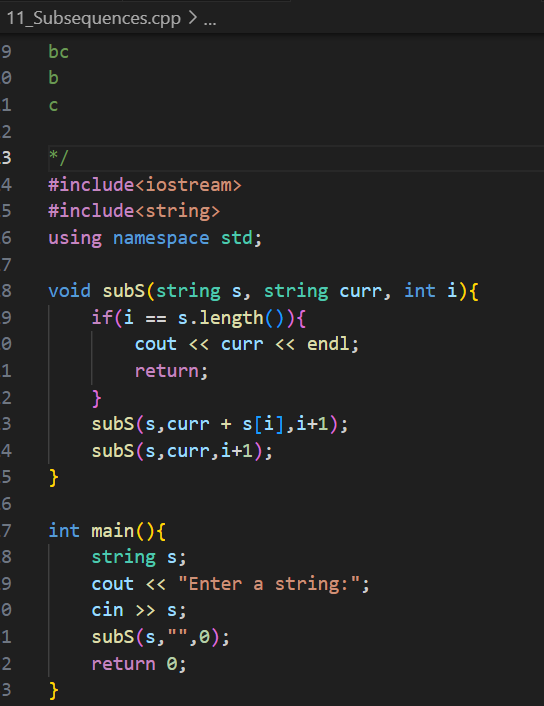 11_Subsequences.cpp > ...
9 bc
0 b
1 c
2
3 */
4 #include<iostream>
5 #include<string>
6 using namespace std;
7
8 void subS(string s, string curr, int i){
9     if(i == s.length()){
0         cout << curr << endl;
1         return;
2     }
3     subS(s,curr + s[i],i+1);
4     subS(s,curr,i+1);
5 }
6
7 int main(){
8     string s;
9     cout << "Enter a string:";
0     cin >> s;
1     subS(s,"",0);
2     return 0;
3 }